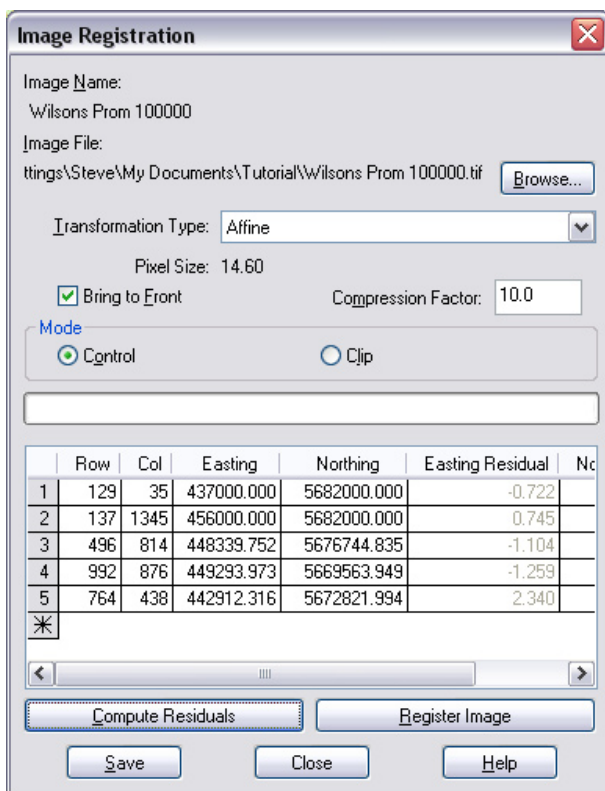 Image Registration
Image Name:
Wilsons Prom 100000
Image File:
ttings\Steve\My Documents\Tutorial\Wilsons Prom 100000.tif Browse...
Transformation Type: Affine
Pixel Size: 14.60
Bring to Front Compression Factor: 10.0
Mode
Control Clip
Row Col Easting Northing Easting Residual Nc
1 129 35 437000.000 5682000.000 -0.722
2 137 1345 456000.000 5682000.000 0.745
3 496 814 448339.752 5676744.835 -1.104
4 992 876 449293.973 5669563.949 -1.259
5 764 438 442912.316 5672821.994 2.340
Compute Residuals Register Image
Save Close Help